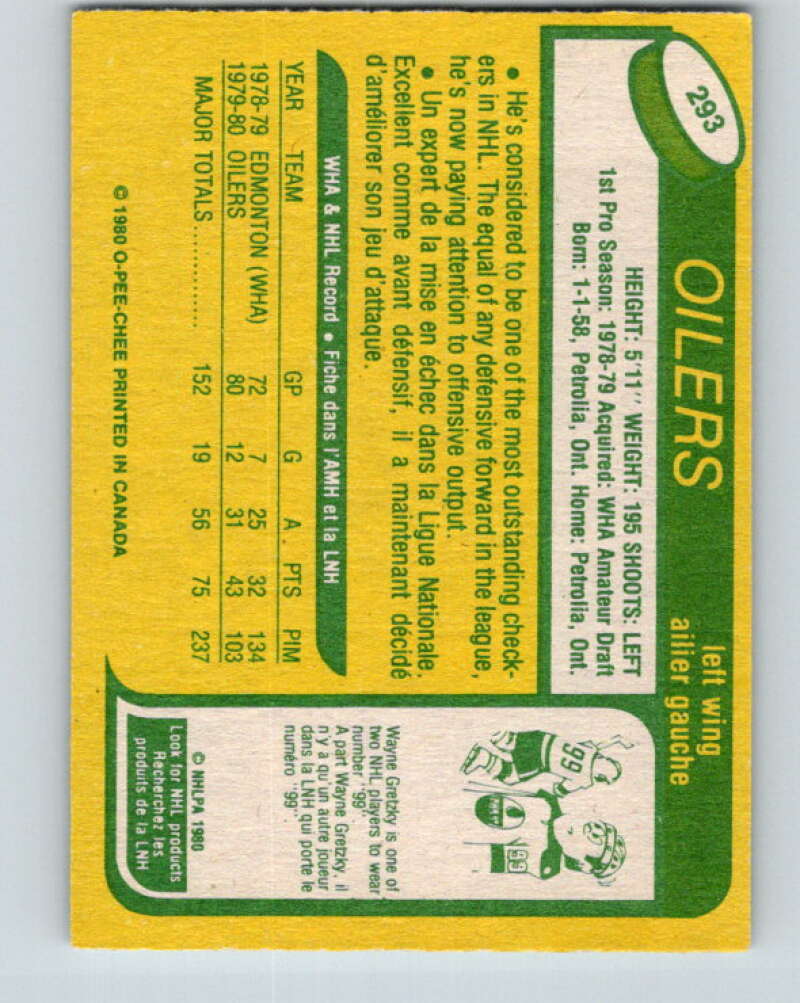 293
OILERS
left wing
ailier gauche
HEIGHT: 5'11" WEIGHT: 195 SHOOTS: LEFT
1st Pro Season: 1978-79 Acquired: WHA Amateur Draft
Born: 1-1-58, Petrolia, Ont. Home: Petrolia, Ont.
• He's considered to be one of the most outstanding check-
ers in NHL. The equal of any defensive forward in the league,
he's now paying attention to offensive output.
• Un expert de la mise en échec dans la Ligue Nationale.
Excellent comme avant défensif, il a maintenant décidé
d'améliorer son jeu d'attaque.
WHA & NHL Record • Fiche dans l'AMH et la LNH
YEAR TEAM GP G A PTS PIM
1978-79 EDMONTON (WHA) 72 7 25 32 134
1979-80 OILERS 80 12 31 43 103
MAJOR TOTALS.............. 152 19 56 75 237
© 1980 O-PEE-CHEE PRINTED IN CANADA
99
99
Wayne Gretzky is one of
two NHL players to wear
number "99".
A part Wayne Gretzky, il
n'y a qu'un autre joueur
dans la LNH qui porte le
numéro "99".
© NHLPA 1980
Look for NHL products
Recherchez les
produits de la LNH